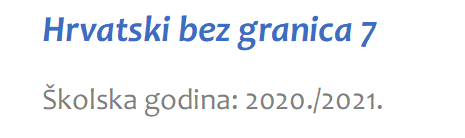 Hrvatski bez granica 7
Školska godina: 2020./2021.